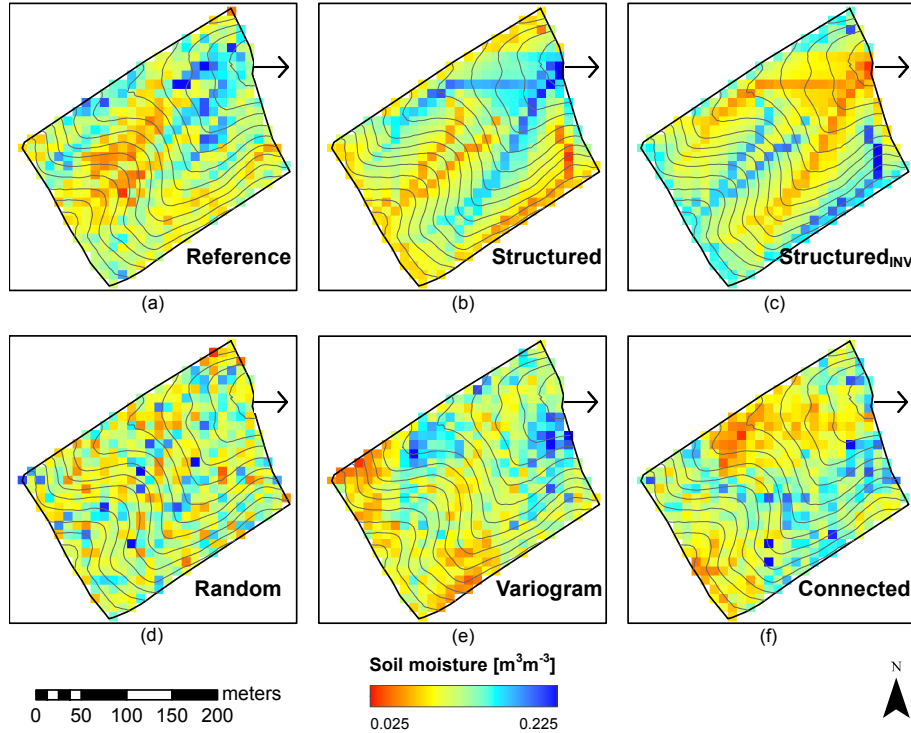 Reference
(a)
Structured
(b)
StructuredINV
(c)
Random
(d)
Variogram
(e)
Connected
(f)
0 50 100 150 200 meters
Soil moisture [m³m⁻³]
0.025 0.225
N